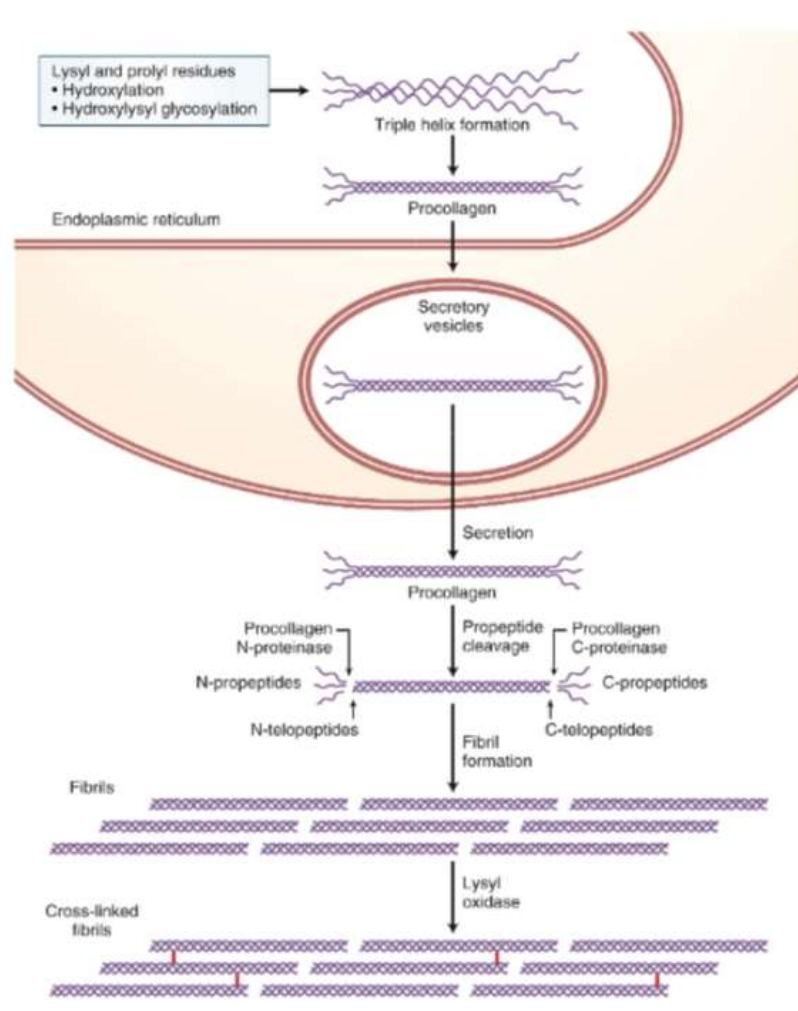 Lysyl and prolyl residues
• Hydroxylation
• Hydroxylysyl glycosylation
Triple helix formation
Procollagen
Endoplasmic reticulum
Secretory
vesicles
Secretion
Procollagen
Procollagen
N-proteinase
Propeptide
cleavage
Procollagen
C-proteinase
N-propeptides
C-propeptides
N-telopeptides
C-telopeptides
Fibril
formation
Fibrils
Lysyl
oxidase
Cross-linked
fibrils